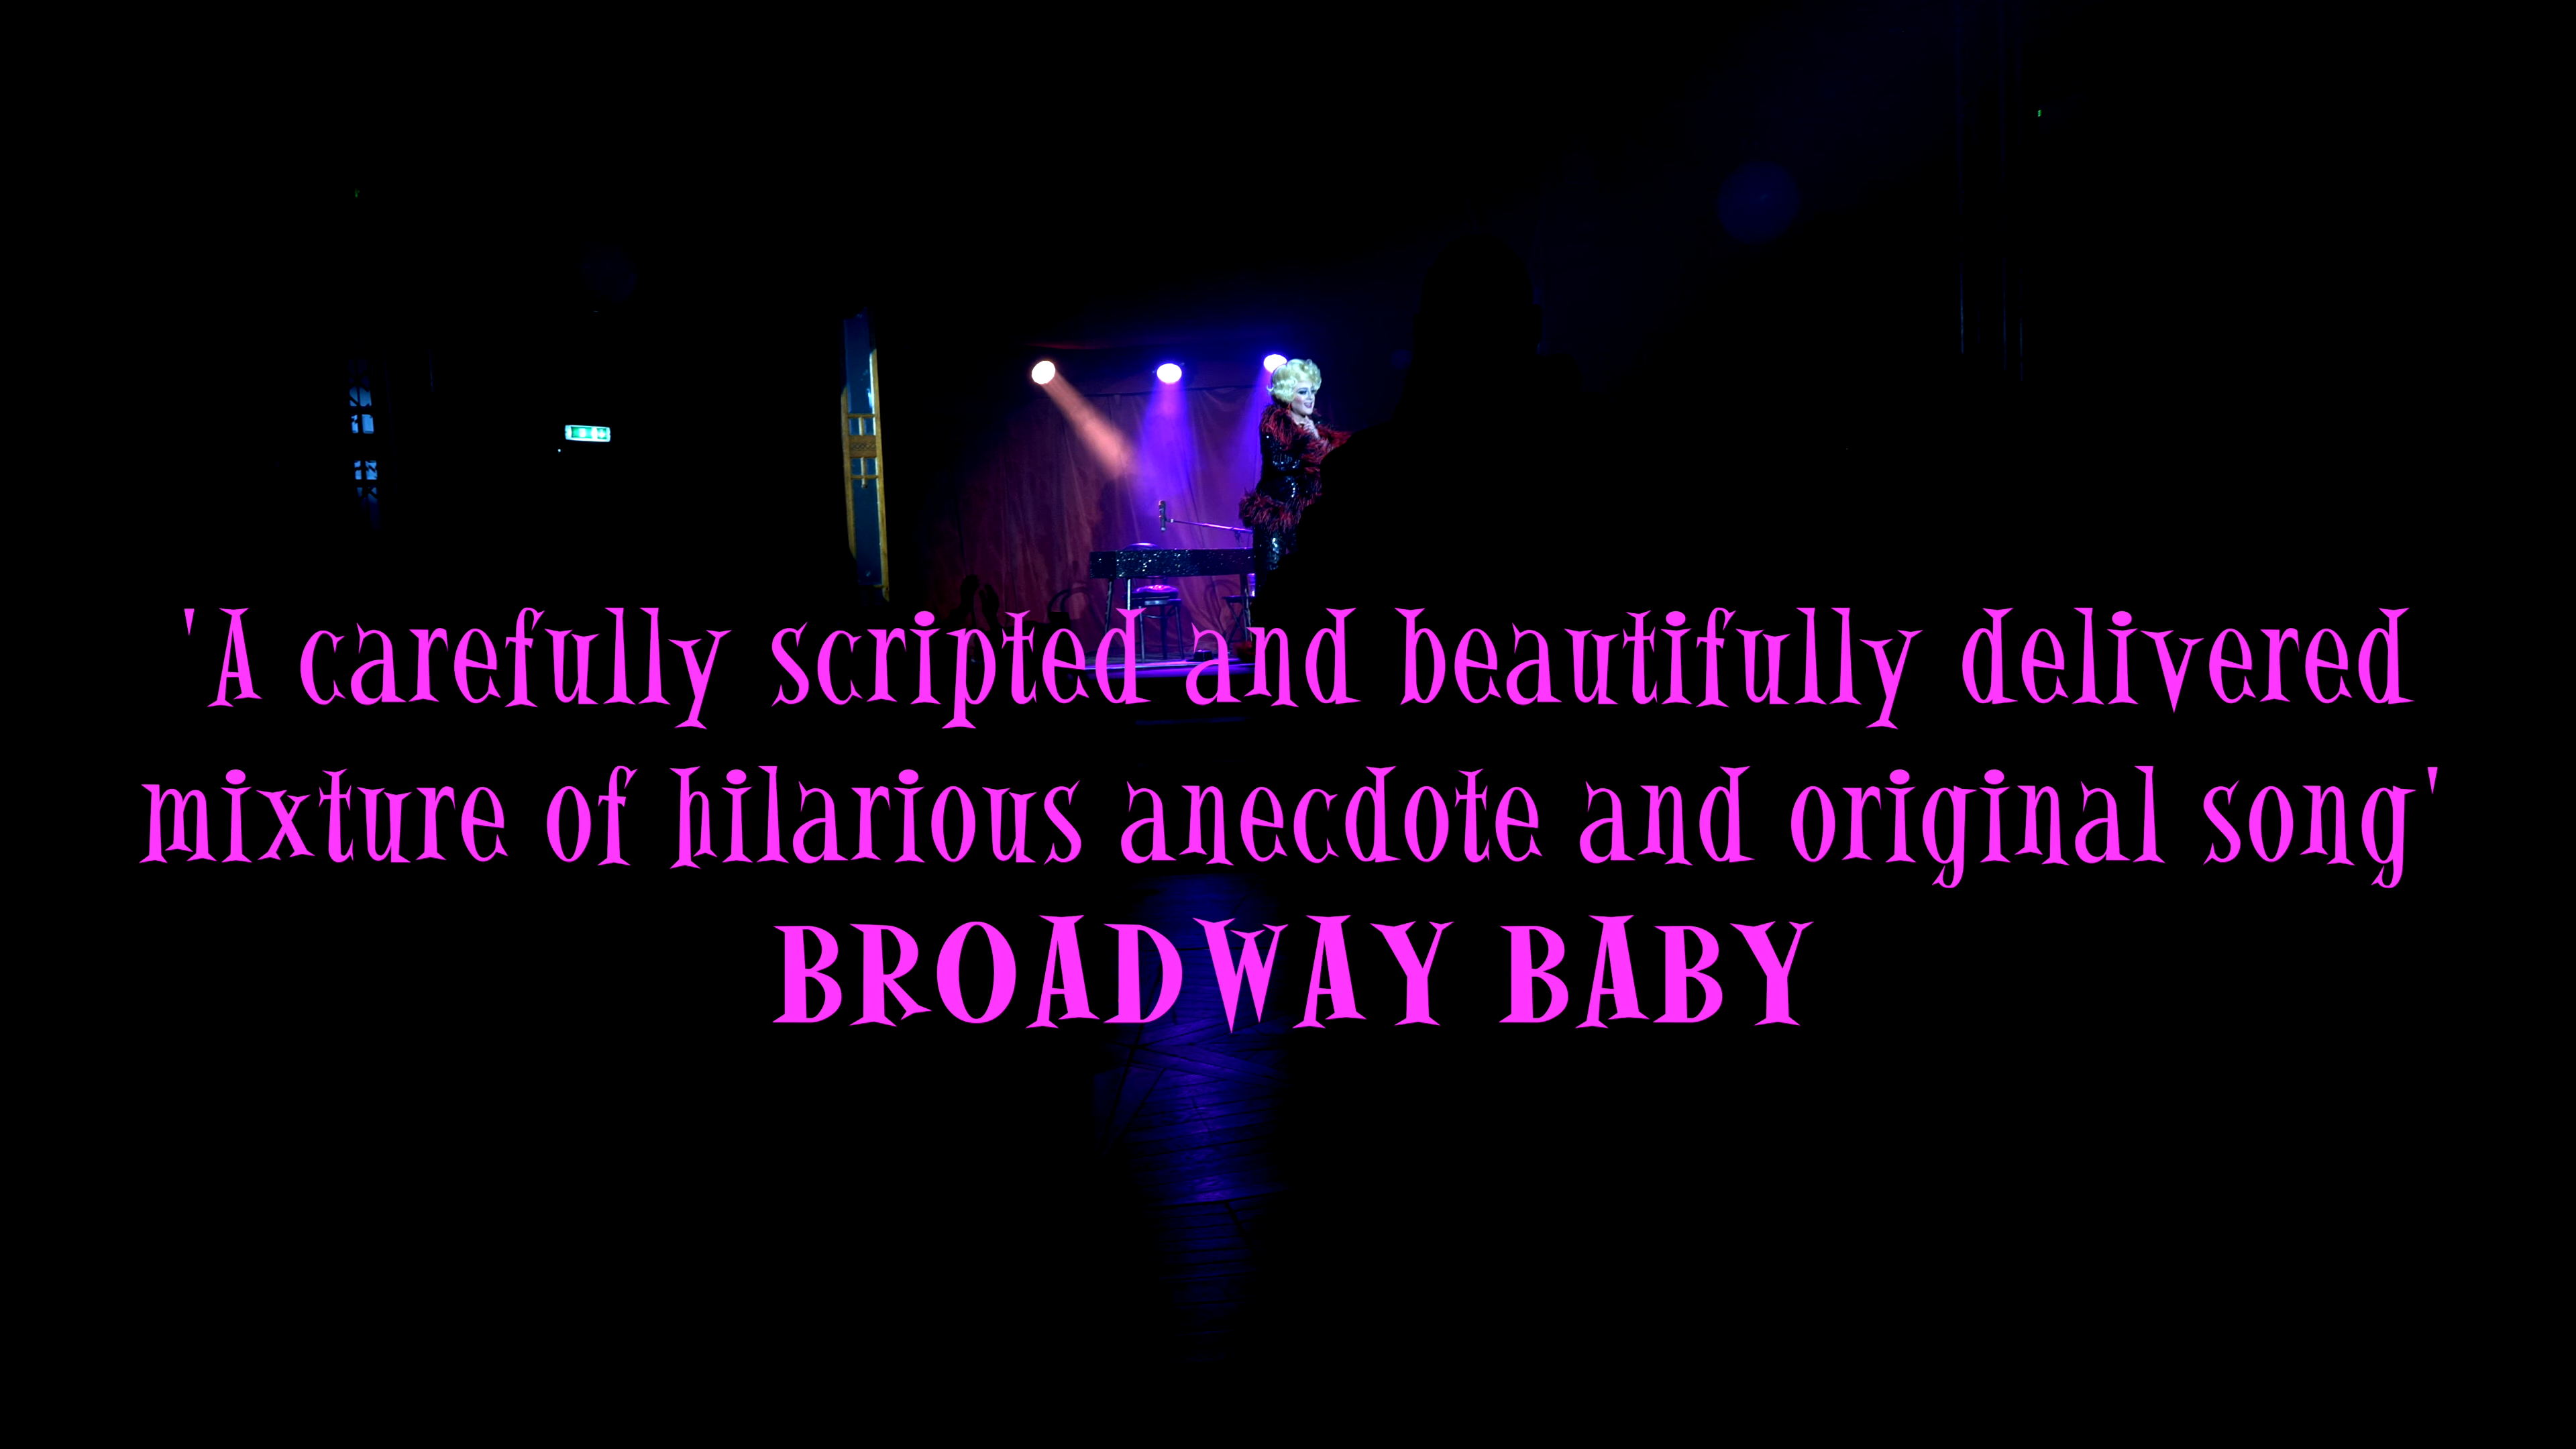 'A carefully scripted and beautifully delivered
mixture of hilarious anecdote and original song'
BROADWAY BABY